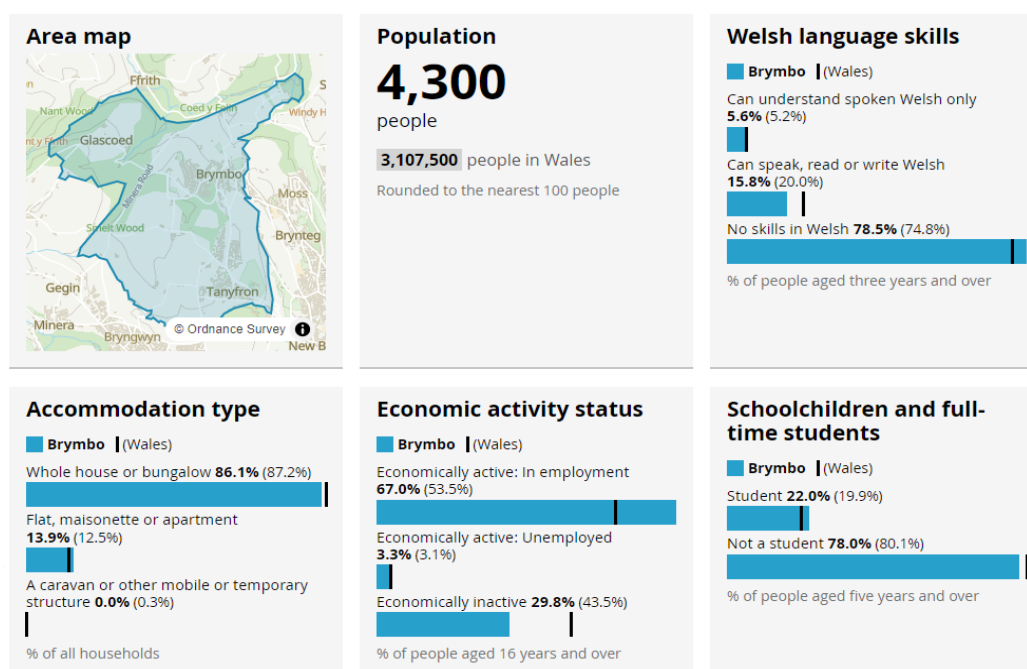 Area map
Ffrith
S
Nant Wood
Coed y Felin
Windy H
Glascoed
Brymbo
Minera Road
Moss
Smelt Wood
Brynteg
Gegin
Tanyfron
Minera
© Ordnance Survey
Bryngwyn
New B
Population
4,300
people
3,107,500 people in Wales
Rounded to the nearest 100 people
Welsh language skills
Brymbo (Wales)
Can understand spoken Welsh only
5.6% (5.2%)
Can speak, read or write Welsh
15.8% (20.0%)
No skills in Welsh 78.5% (74.8%)
% of people aged three years and over
Accommodation type
Brymbo (Wales)
Whole house or bungalow 86.1% (87.2%)
Flat, maisonette or apartment
13.9% (12.5%)
A caravan or other mobile or temporary
structure 0.0% (0.3%)
% of all households
Economic activity status
Brymbo (Wales)
Economically active: In employment
67.0% (53.5%)
Economically active: Unemployed
3.3% (3.1%)
Economically inactive 29.8% (43.5%)
% of people aged 16 years and over
Schoolchildren and full-
time students
Brymbo (Wales)
Student 22.0% (19.9%)
Not a student 78.0% (80.1%)
% of people aged five years and over